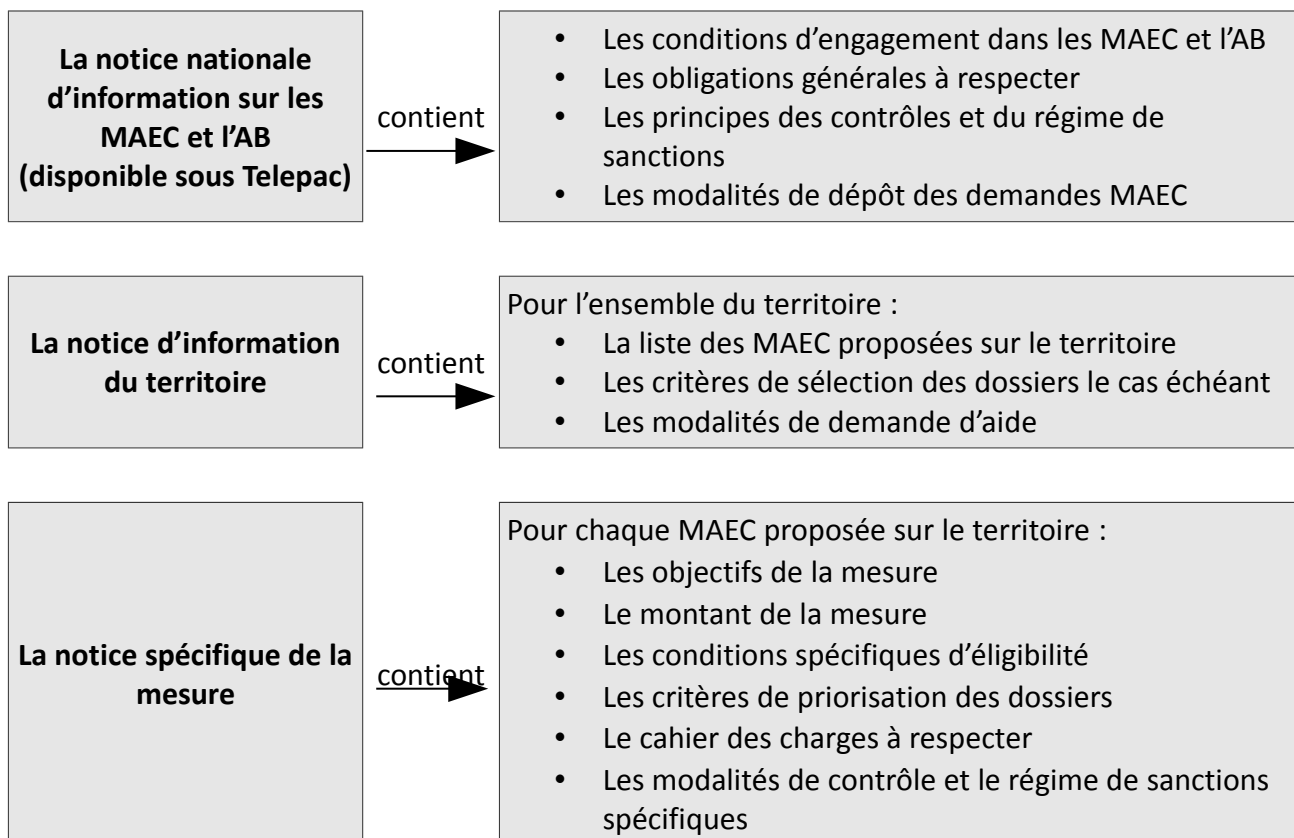 La notice nationale
d’information sur les
MAEC et l’AB
(disponible sous Telepac)
contient
• Les conditions d’engagement dans les MAEC et l’AB
• Les obligations générales à respecter
• Les principes des contrôles et du régime de
sanctions
• Les modalités de dépôt des demandes MAEC
La notice d’information
du territoire
contient
Pour l’ensemble du territoire :
• La liste des MAEC proposées sur le territoire
• Les critères de sélection des dossiers le cas échéant
• Les modalités de demande d’aide
La notice spécifique de la
mesure
contient
Pour chaque MAEC proposée sur le territoire :
• Les objectifs de la mesure
• Le montant de la mesure
• Les conditions spécifiques d’éligibilité
• Les critères de priorisation des dossiers
• Le cahier des charges à respecter
• Les modalités de contrôle et le régime de sanctions
spécifiques